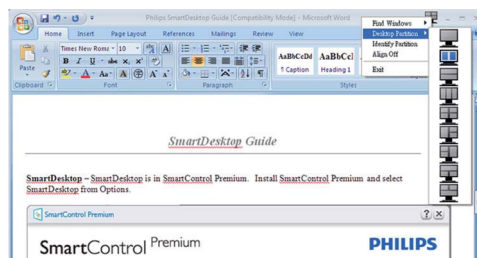 Philips SmartDesktop Guide [Compatibility Mode] - Microsoft Word
Home Insert Page Layout References Mailings Review View
Times New Roma 10
Paste
B I U abc
AaBbCcDd AaBbCcI
¶ Caption Heading 1
Clipboard Font Paragraph Styles
Find Windows
Desktop Partition
Identify Partition
Align Off
Exit
SmartDesktop Guide
SmartDesktop – SmartDesktop is in SmartControl Premium. Install SmartControl Premium and select
SmartDesktop from Options.
SmartControl Premium
SmartControl Premium
PHILIPS